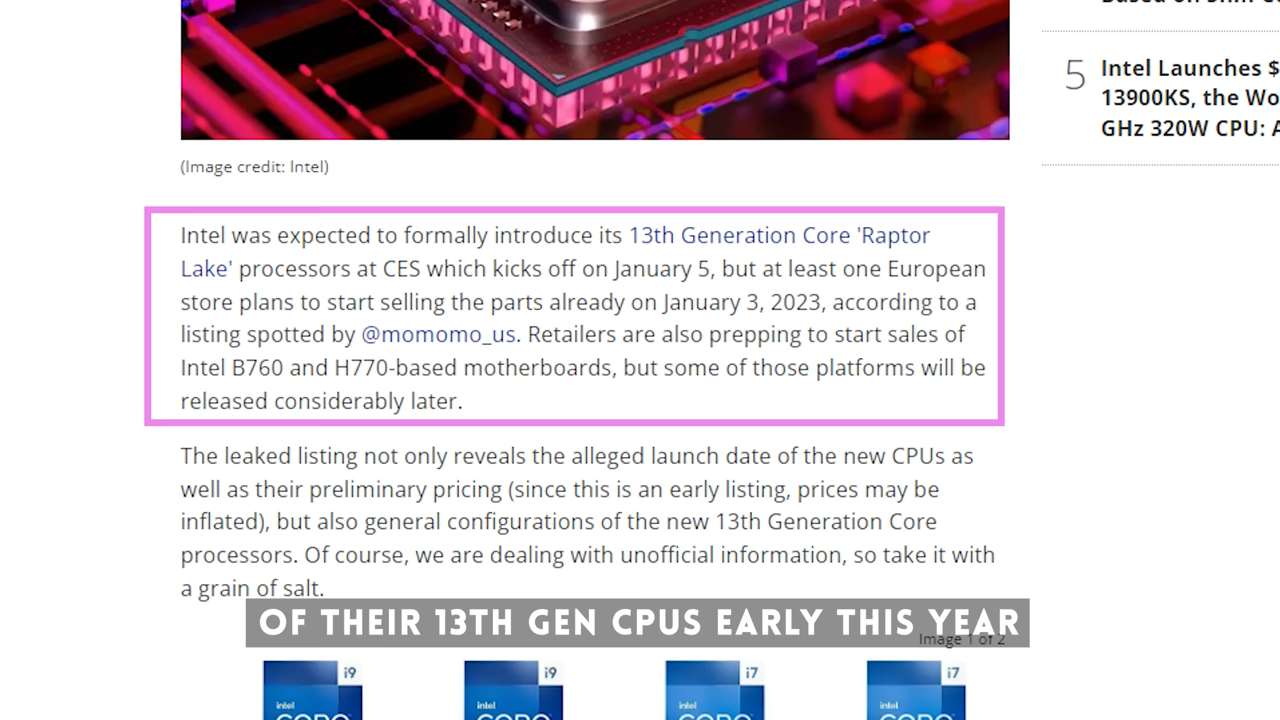 5
Intel Launches $
13900KS, the Wo
GHz 320W CPU: A
(Image credit: Intel)
Intel was expected to formally introduce its 13th Generation Core 'Raptor
Lake' processors at CES which kicks off on January 5, but at least one European
store plans to start selling the parts already on January 3, 2023, according to a
listing spotted by @momomo_us. Retailers are also prepping to start sales of
Intel B760 and H770-based motherboards, but some of those platforms will be
released considerably later.
The leaked listing not only reveals the alleged launch date of the new CPUs as
well as their preliminary pricing (since this is an early listing, prices may be
inflated), but also general configurations of the new 13th Generation Core
processors. Of course, we are dealing with unofficial information, so take it with
a grain of salt.
OF THEIR 13TH GEN CPUS EARLY THIS YEAR
Image 1 of 2
i9 i9 i7 i7
intel intel intel intel
CORE CORE CORE CORE